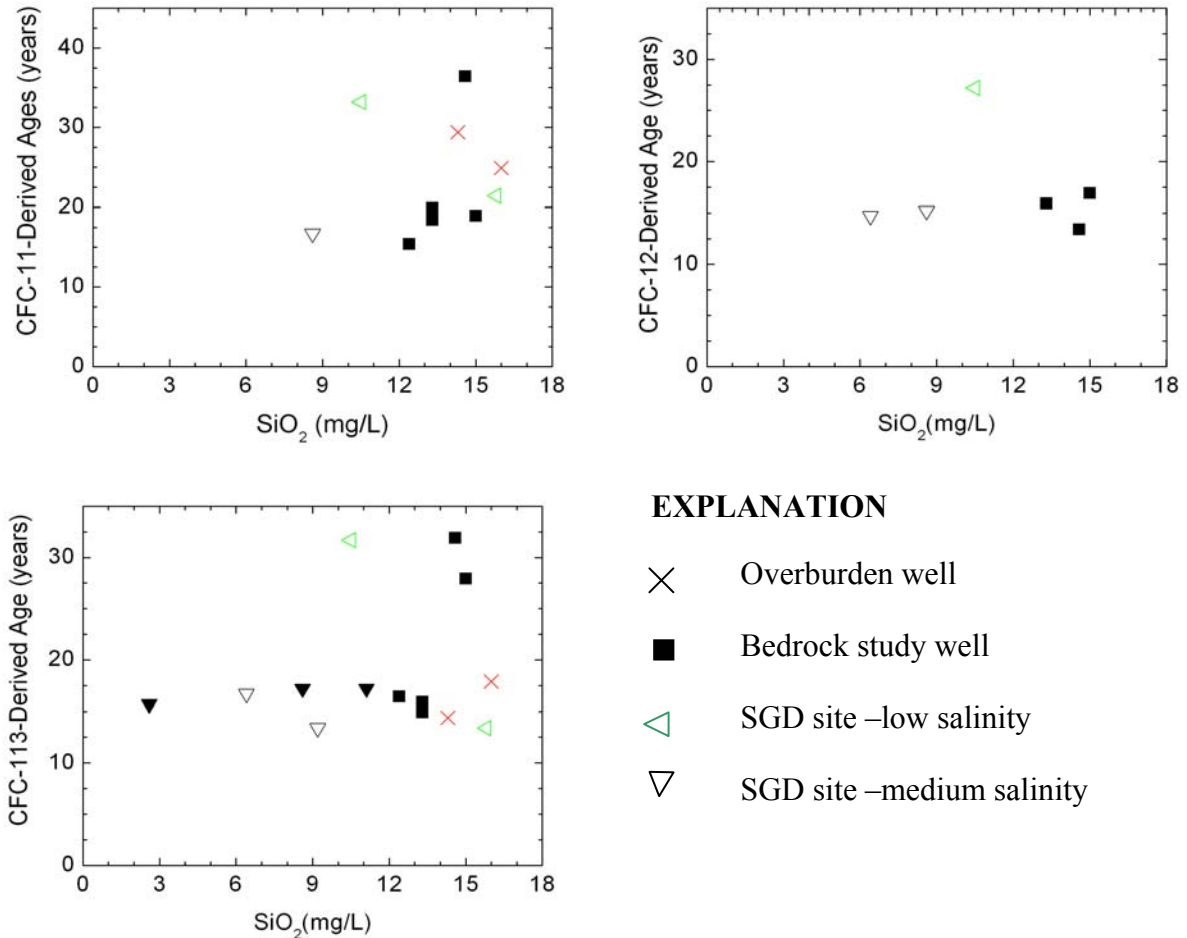 CFC-11-Derived Ages (years)
40
30
20
10
0
0 3 6 9 12 15 18
SiO2 (mg/L)
CFC-12-Derived Age (years)
30
20
10
0
0 3 6 9 12 15 18
SiO2(mg/L)
CFC-113-Derived Age (years)
30
20
10
0
0 3 6 9 12 15 18
SiO2(mg/L)
EXPLANATION
Overburden well
Bedrock study well
SGD site –low salinity
SGD site –medium salinity